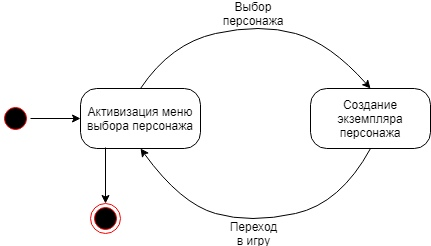 Выбор
персонажа
Активизация меню
выбора персонажа
Создание
экземпляра
персонажа
Переход
в игру